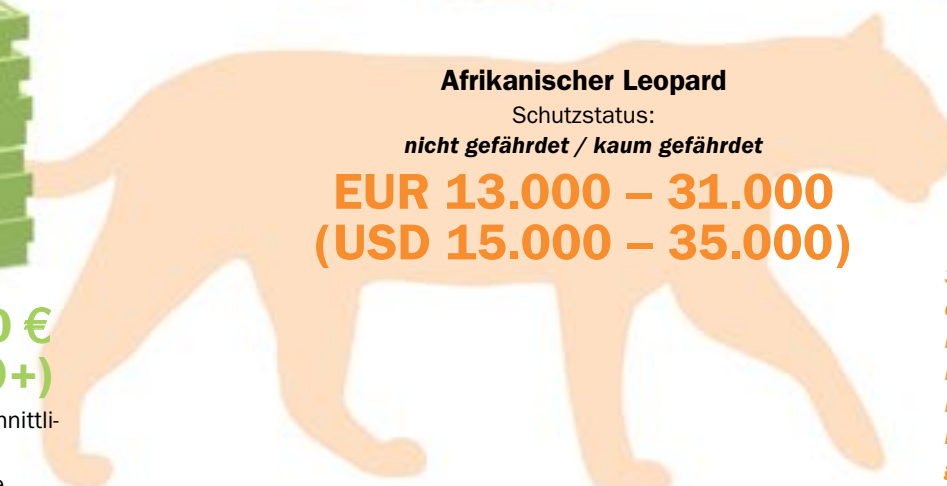 Afrikanischer Leopard
Schutzstatus:
nicht gefährdet / kaum gefährdet
EUR 13.000 – 31.000
(USD 15.000 – 35.000)
€